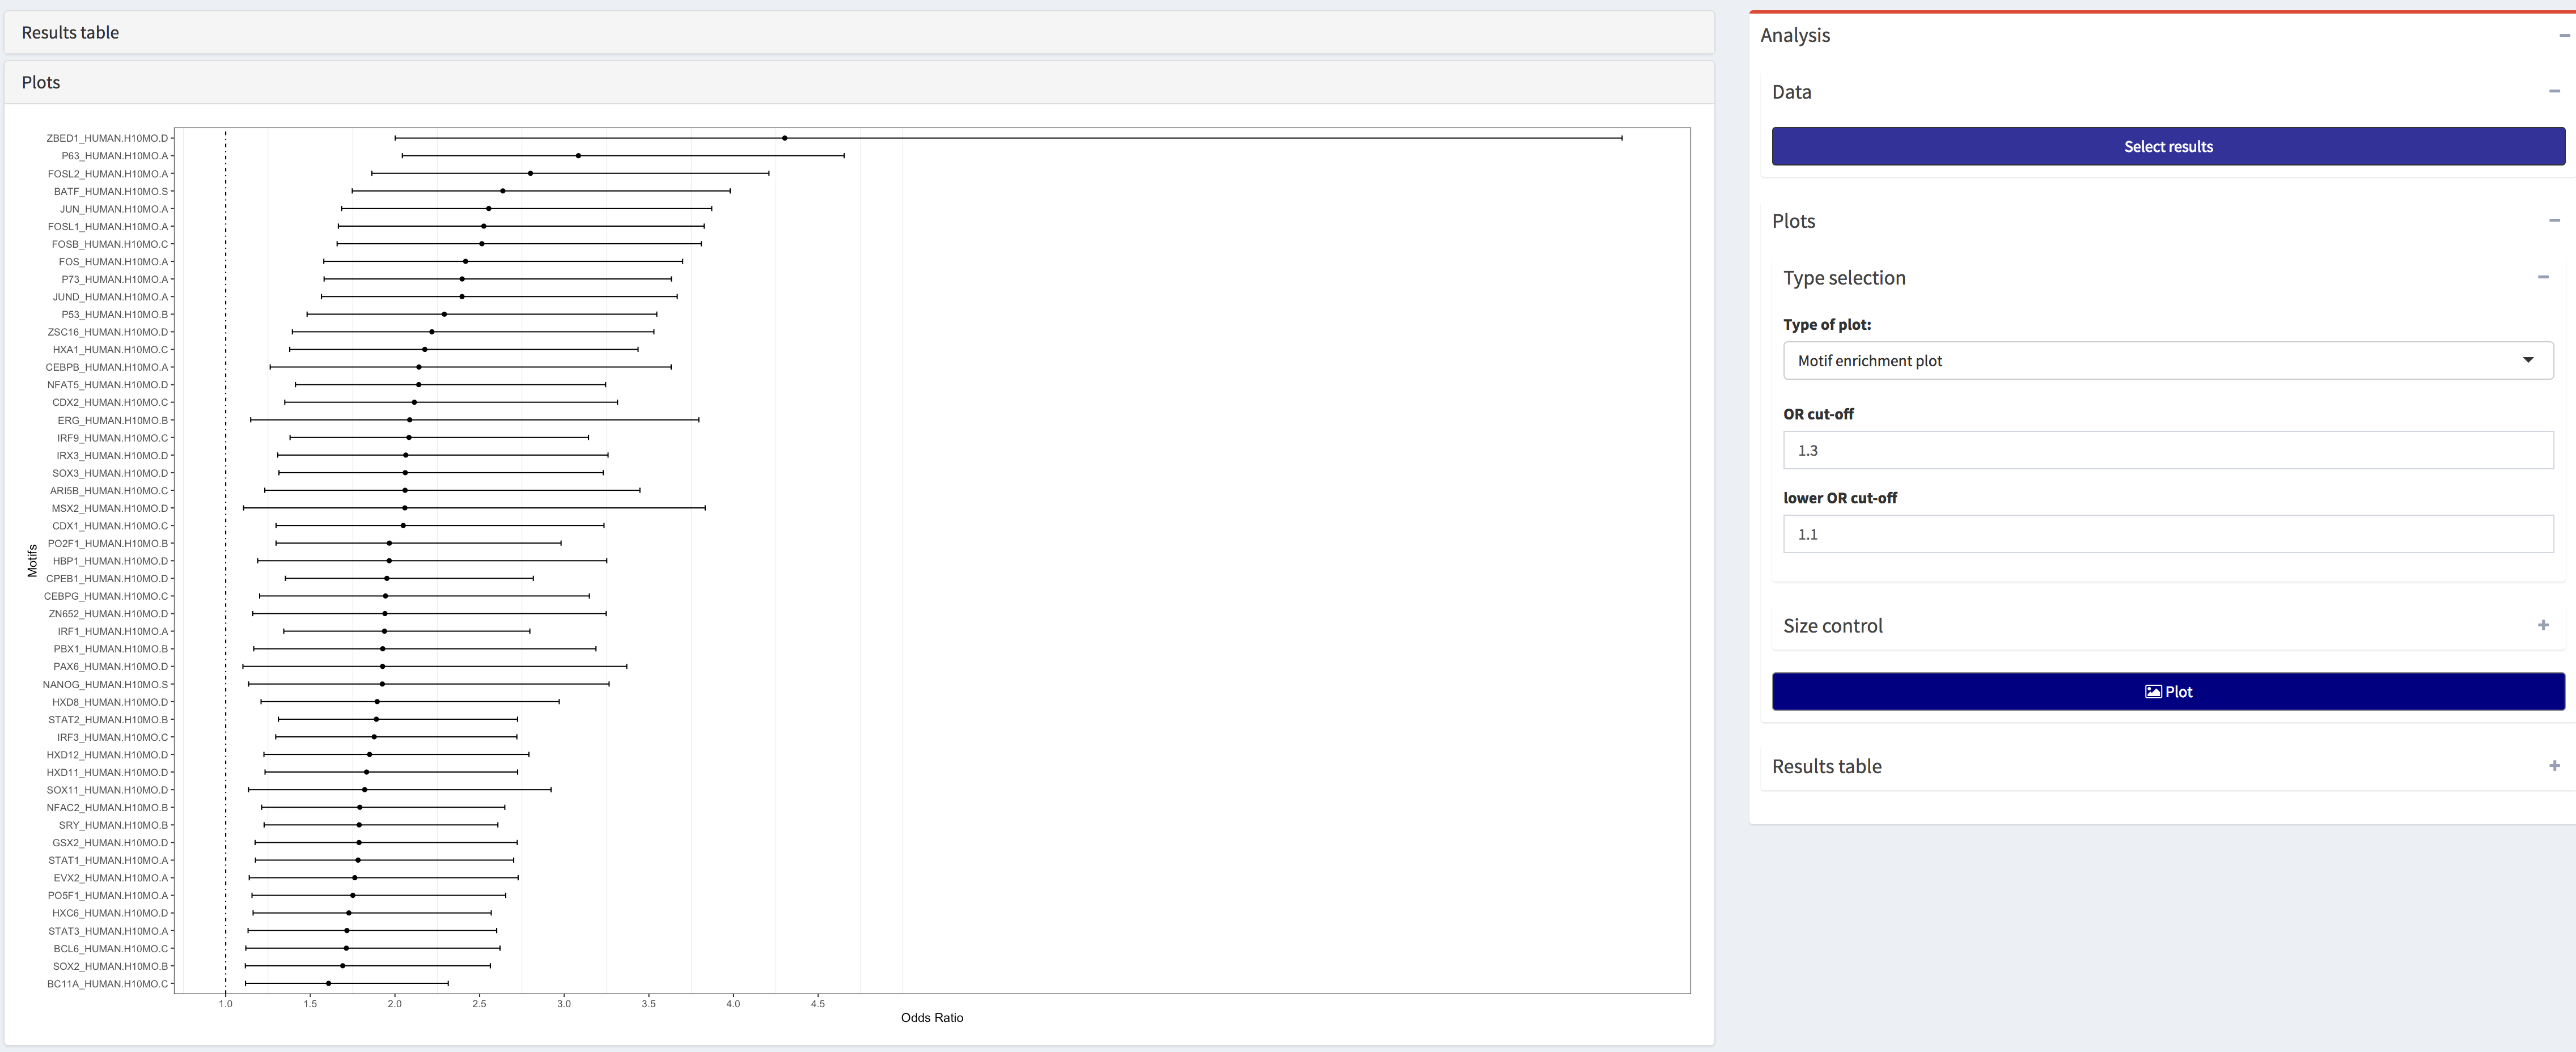 Results table
Plots
ZBED1_HUMAN.H10MO.D
P63_HUMAN.H10MO.A
FOSL2_HUMAN.H10MO.A
BATF_HUMAN.H10MO.S
JUN_HUMAN.H10MO.A
FOSL1_HUMAN.H10MO.A
FOSB_HUMAN.H10MO.C
FOS_HUMAN.H10MO.A
P73_HUMAN.H10MO.A
JUND_HUMAN.H10MO.A
P53_HUMAN.H10MO.B
ZSC16_HUMAN.H10MO.D
HXA1_HUMAN.H10MO.C
CEBPB_HUMAN.H10MO.A
NFAT5_HUMAN.H10MO.D
CDX2_HUMAN.H10MO.C
ERG_HUMAN.H10MO.B
IRF9_HUMAN.H10MO.C
IRX3_HUMAN.H10MO.D
SOX3_HUMAN.H10MO.D
ARI5B_HUMAN.H10MO.C
MSX2_HUMAN.H10MO.D
CDX1_HUMAN.H10MO.C
PO2F1_HUMAN.H10MO.B
HBP1_HUMAN.H10MO.D
CPEB1_HUMAN.H10MO.D
CEBPG_HUMAN.H10MO.C
ZN652_HUMAN.H10MO.D
IRF1_HUMAN.H10MO.A
PBX1_HUMAN.H10MO.B
PAX6_HUMAN.H10MO.D
NANOG_HUMAN.H10MO.S
HXD8_HUMAN.H10MO.D
STAT2_HUMAN.H10MO.B
IRF3_HUMAN.H10MO.C
HXD12_HUMAN.H10MO.D
HXD11_HUMAN.H10MO.D
SOX11_HUMAN.H10MO.D
NFAC2_HUMAN.H10MO.B
SRY_HUMAN.H10MO.B
GSX2_HUMAN.H10MO.D
STAT1_HUMAN.H10MO.A
EVX2_HUMAN.H10MO.A
PO5F1_HUMAN.H10MO.A
HXC6_HUMAN.H10MO.D
STAT3_HUMAN.H10MO.A
BCL6_HUMAN.H10MO.C
SOX2_HUMAN.H10MO.B
BC11A_HUMAN.H10MO.C
Motifs
1.0 1.5 2.0 2.5 3.0 3.5 4.0 4.5
Odds Ratio
Analysis
Data
Select results
Plots
Type selection
Type of plot:
Motif enrichment plot
OR cut-off
1.3
lower OR cut-off
1.1
Size control
Plot
Results table